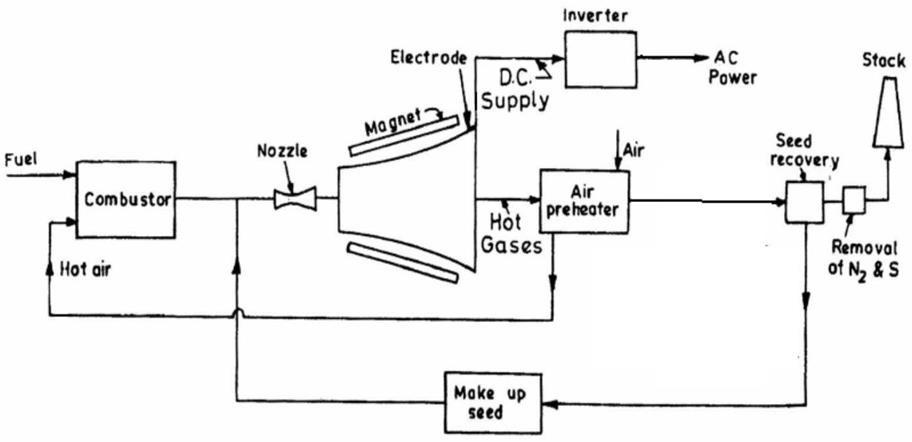 Inverter
Electrode
AC
Power
D.C.
Supply
Stack
Magnet
Fuel
Nozzle
Air
Seed
recovery
Combustor
Air
preheater
Hot
Gases
Removal
of N₂ & S
Hot air
Make up
seed